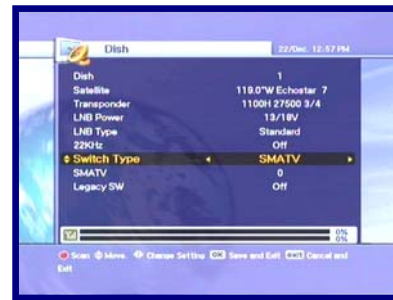 Dish
22/Dec. 12:57 PM
Dish 1
Satellite 119.0°W Echostar 7
Transponder 1100H 27500 3/4
LNB Power 13/18V
LNB Type Standard
22KHz Off
Switch Type SMATV
SMATV 0
Legacy SW Off
0%
0%
Scan Move. Change Setting OK Save and Exit exit Cancel and
Exit